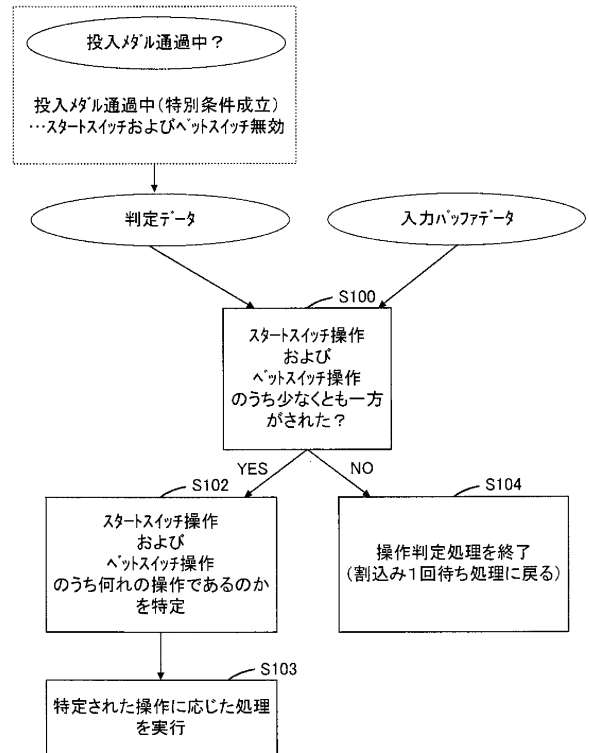 投入ﾒﾀﾞﾙ通過中？
投入ﾒﾀﾞﾙ通過中(特別条件成立)
…ｽﾀｰﾄｽｲｯﾁおよびﾍﾞｯﾄｽｲｯﾁ無効
判定ﾃﾞｰﾀ
入力ﾊﾞｯﾌｧﾃﾞｰﾀ
S100
ｽﾀｰﾄｽｲｯﾁ操作
および
ﾍﾞｯﾄｽｲｯﾁ操作
のうち少なくとも一方
がされた？
YES
NO
S102
ｽﾀｰﾄｽｲｯﾁ操作
および
ﾍﾞｯﾄｽｲｯﾁ操作
のうち何れの操作であるのか
を特定
S104
操作判定処理を終了
(割込み１回待ち処理に戻る)
S103
特定された操作に応じた処理
を実行